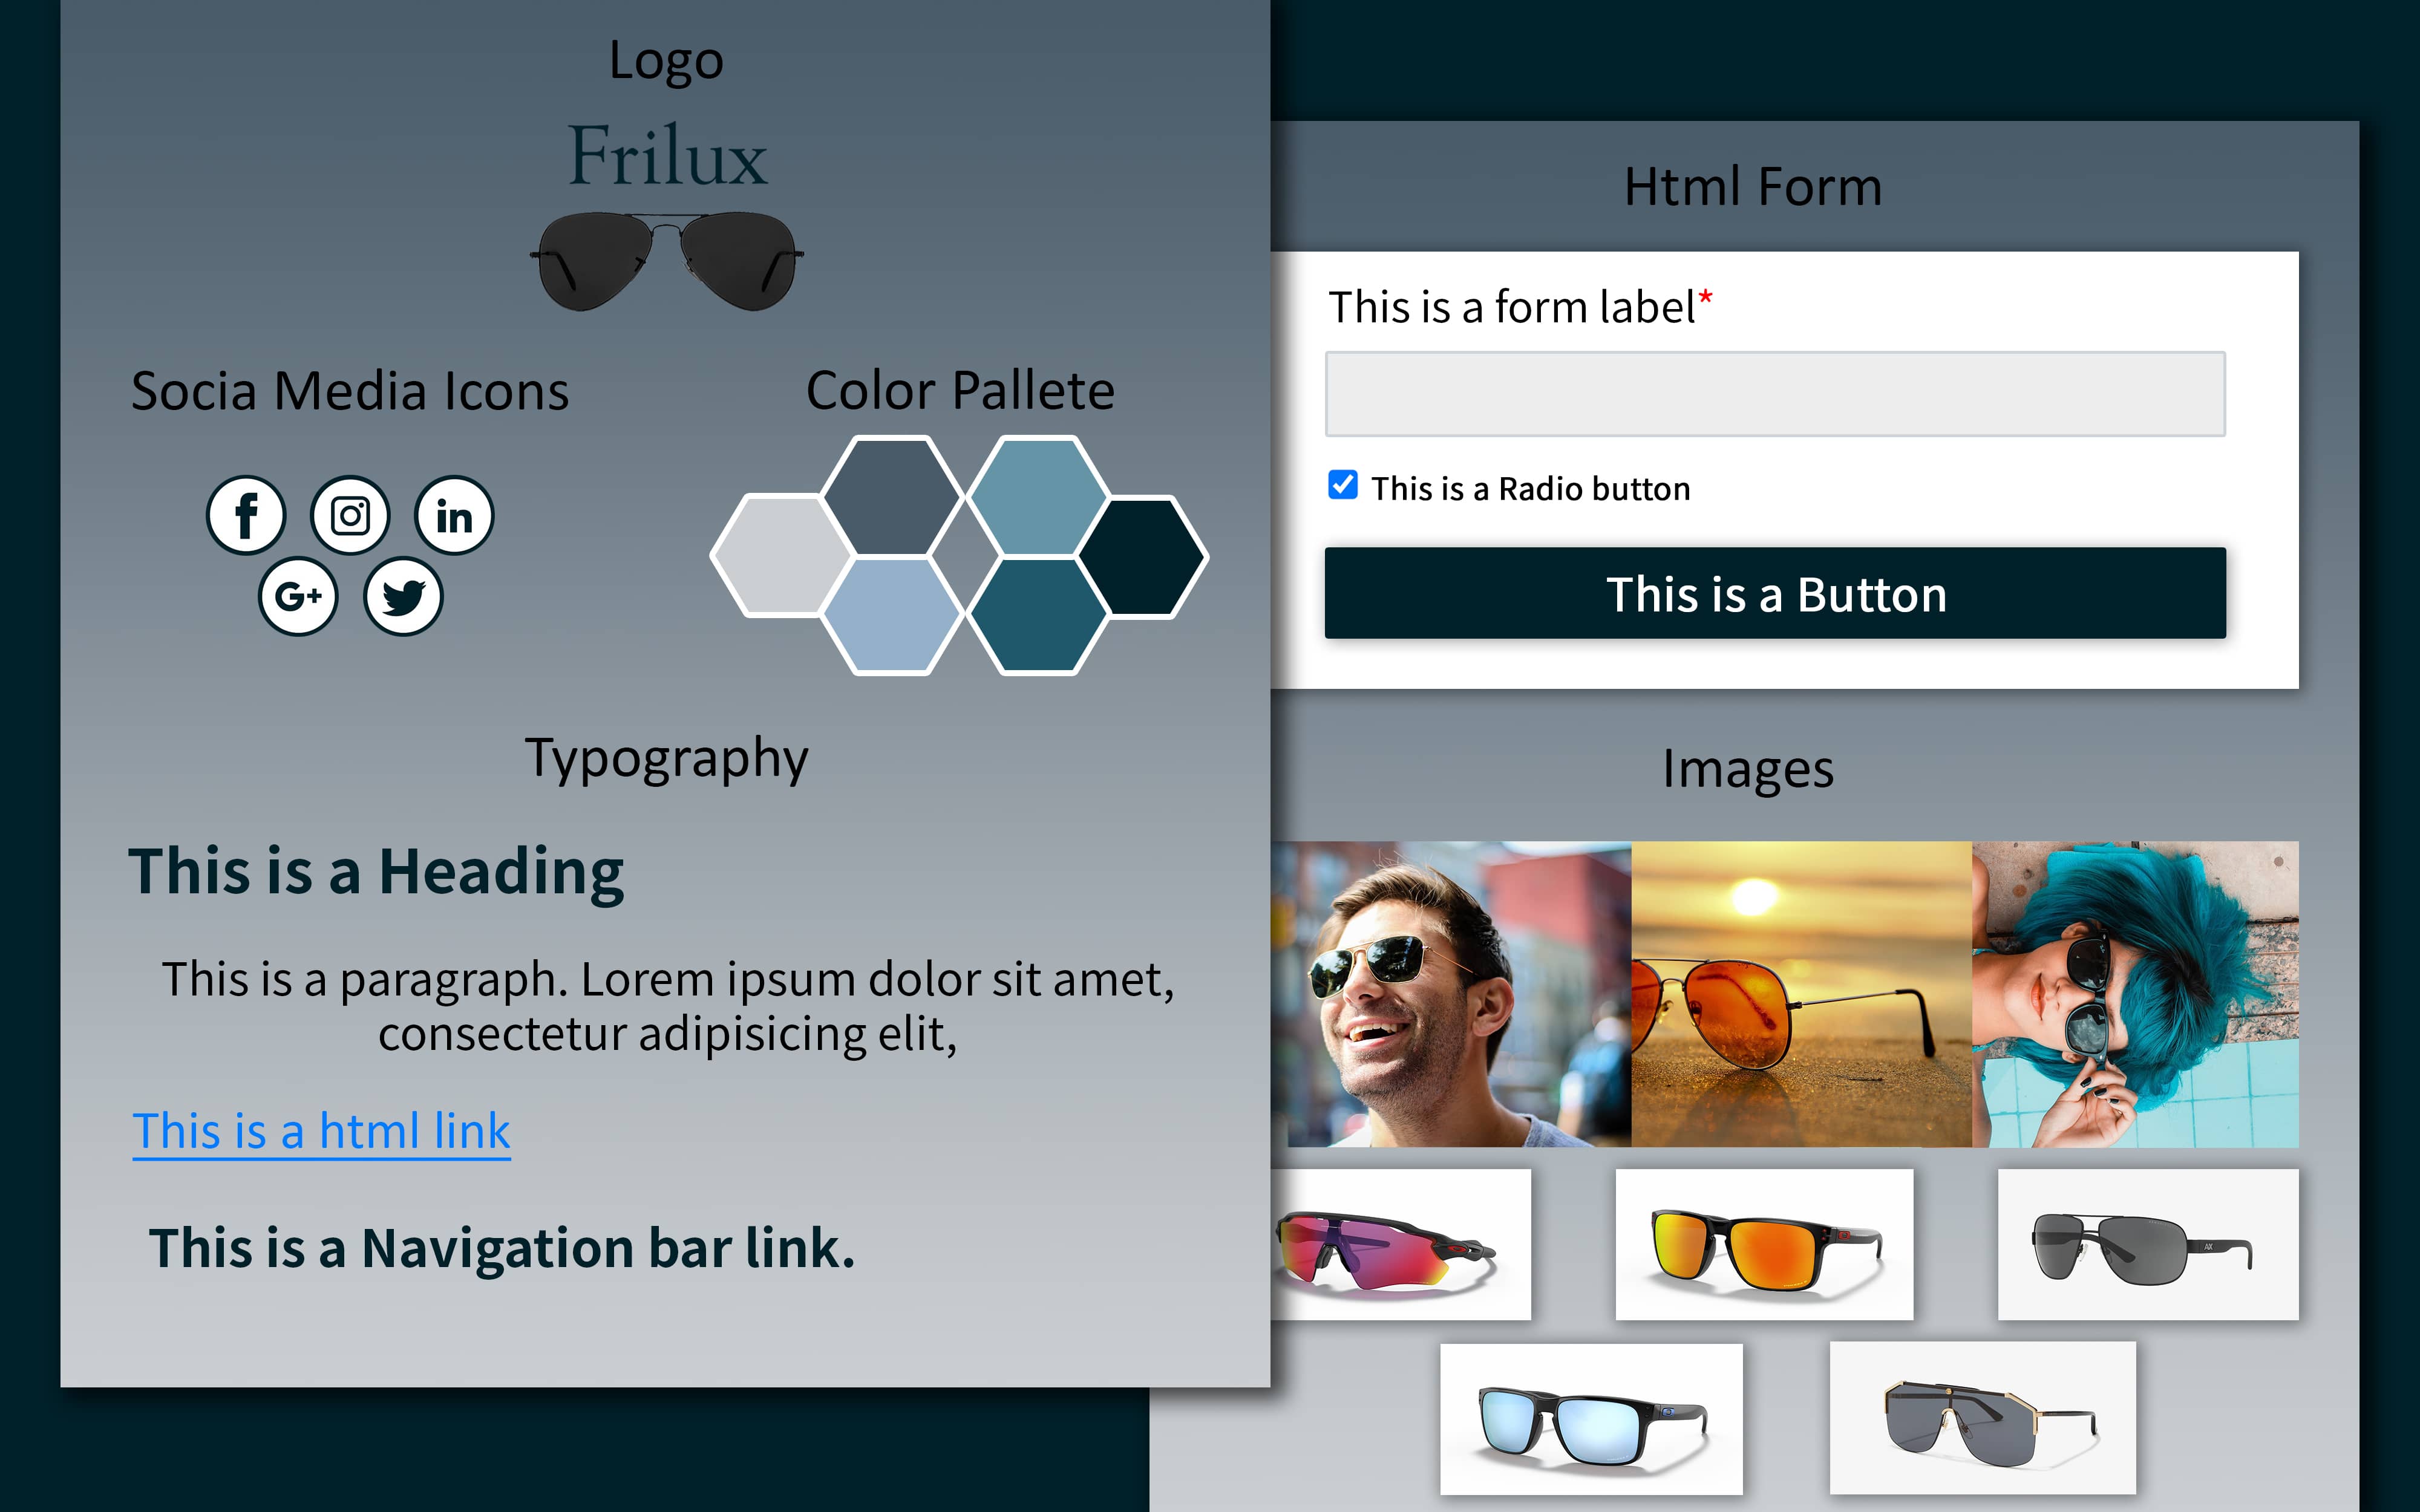 Logo
Frilux
Socia Media Icons
Color Pallete
f
in
G+
Typography
This is a Heading
This is a paragraph. Lorem ipsum dolor sit amet,
consectetur adipisicing elit,
This is a html link
This is a Navigation bar link.
Html Form
This is a form label*
This is a Radio button
This is a Button
Images
A|X